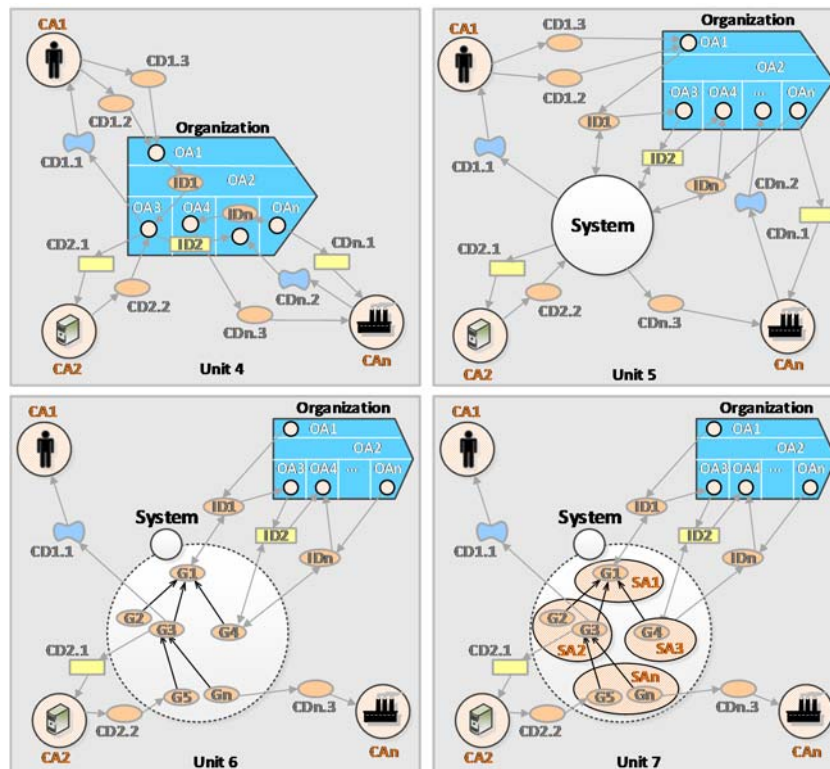 CA1
CD1.3
CD1.2
Organization
CD1.1
OA1
ID1
OA2
OA3
OA4
IDn
OAn
ID2
CD2.1
CDn.1
CD2.2
CDn.2
CDn.3
CA2
CAn
Unit 4
CA1
CD1.3
Organization
OA1
CD1.2
OA2
OA3
OA4
...
OAn
ID1
CD1.1
ID2
IDn
CDn.2
System
CDn.1
CD2.1
CD2.2
CDn.3
CA2
CAn
Unit 5
CA1
Organization
OA1
OA2
OA3
OA4
...
OAn
System
ID1
ID2
CD1.1
IDn
G1
G2
G3
G4
CD2.1
G5
Gn
CDn.3
CD2.2
CA2
CAn
Unit 6
CA1
Organization
OA1
OA2
OA3
OA4
...
OAn
System
ID1
ID2
CD1.1
IDn
G1
SA1
G2
G3
G4
SA2
SA3
CD2.1
SAn
G5
Gn
CDn.3
CD2.2
CA2
CAn
Unit 7